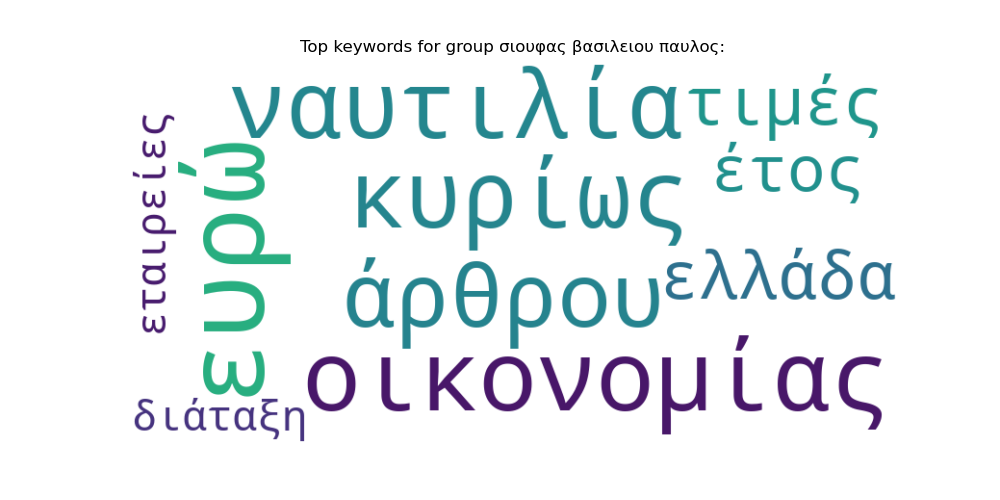 Top keywords for group σιουφας βασιλειου παυλος:
ναυτιλία
τιμές
έτος
κυρίως
εταιρείες
ευρώ
άρθρου
ελλάδα
οικονομίας
διάταξη